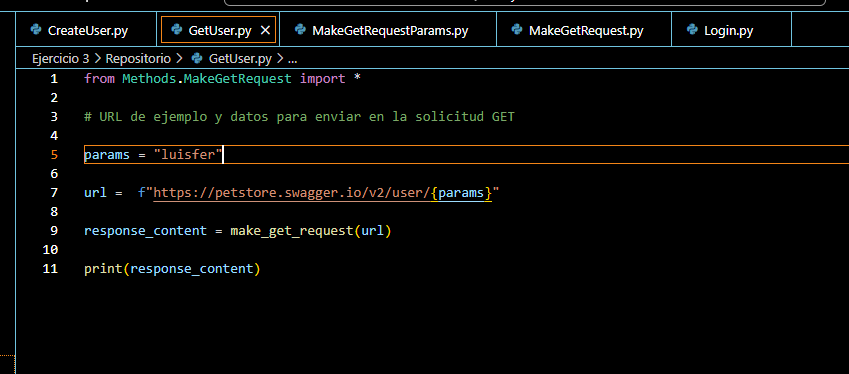 CreateUser.py GetUser.py MakeGetRequestParams.py MakeGetRequest.py Login.py
Ejercicio 3 > Repositorio > GetUser.py > ...
1 from Methods.MakeGetRequest import *
2
3 # URL de ejemplo y datos para enviar en la solicitud GET
4
5 params = "luisfer"
6
7 url =  f"https://petstore.swagger.io/v2/user/{params}"
8
9 response_content = make_get_request(url)
10
11 print(response_content)